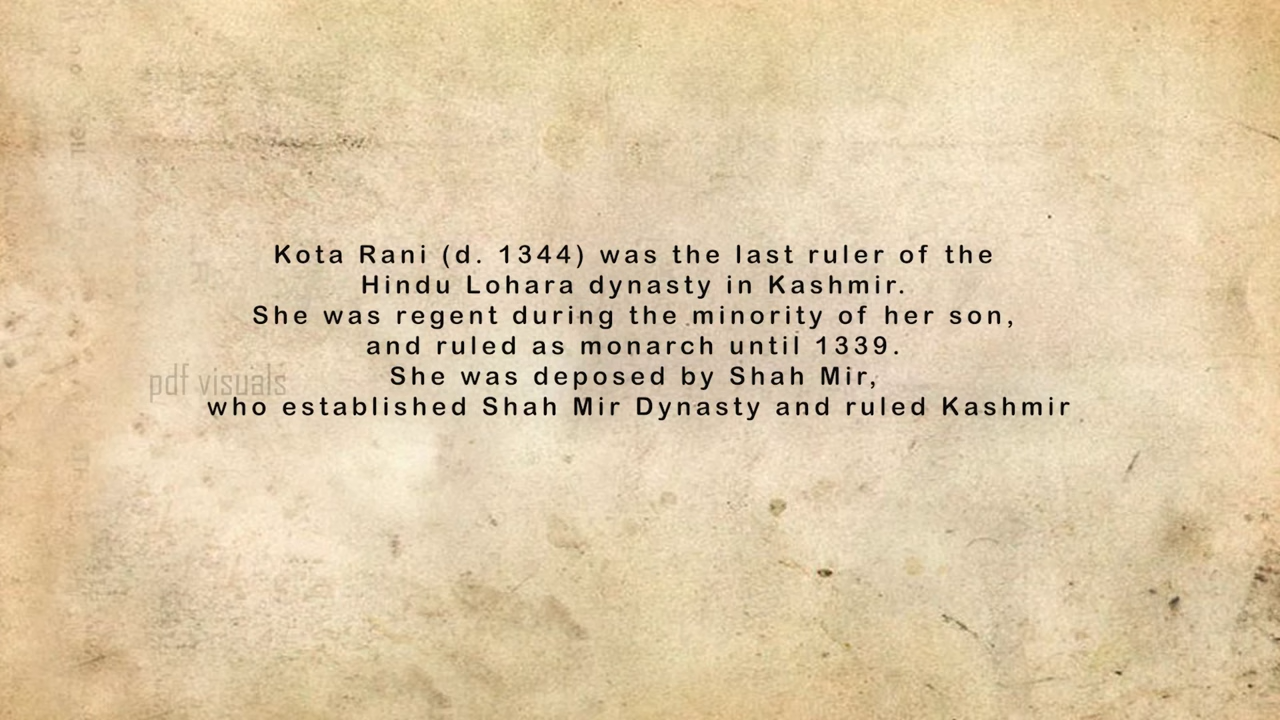 Kota Rani (d. 1344) was the last ruler of the
Hindu Lohara dynasty in Kashmir.
She was regent during the minority of her son,
and ruled as monarch until 1339.
She was deposed by Shah Mir,
pdf visuals
who established Shah Mir Dynasty and ruled Kashmir